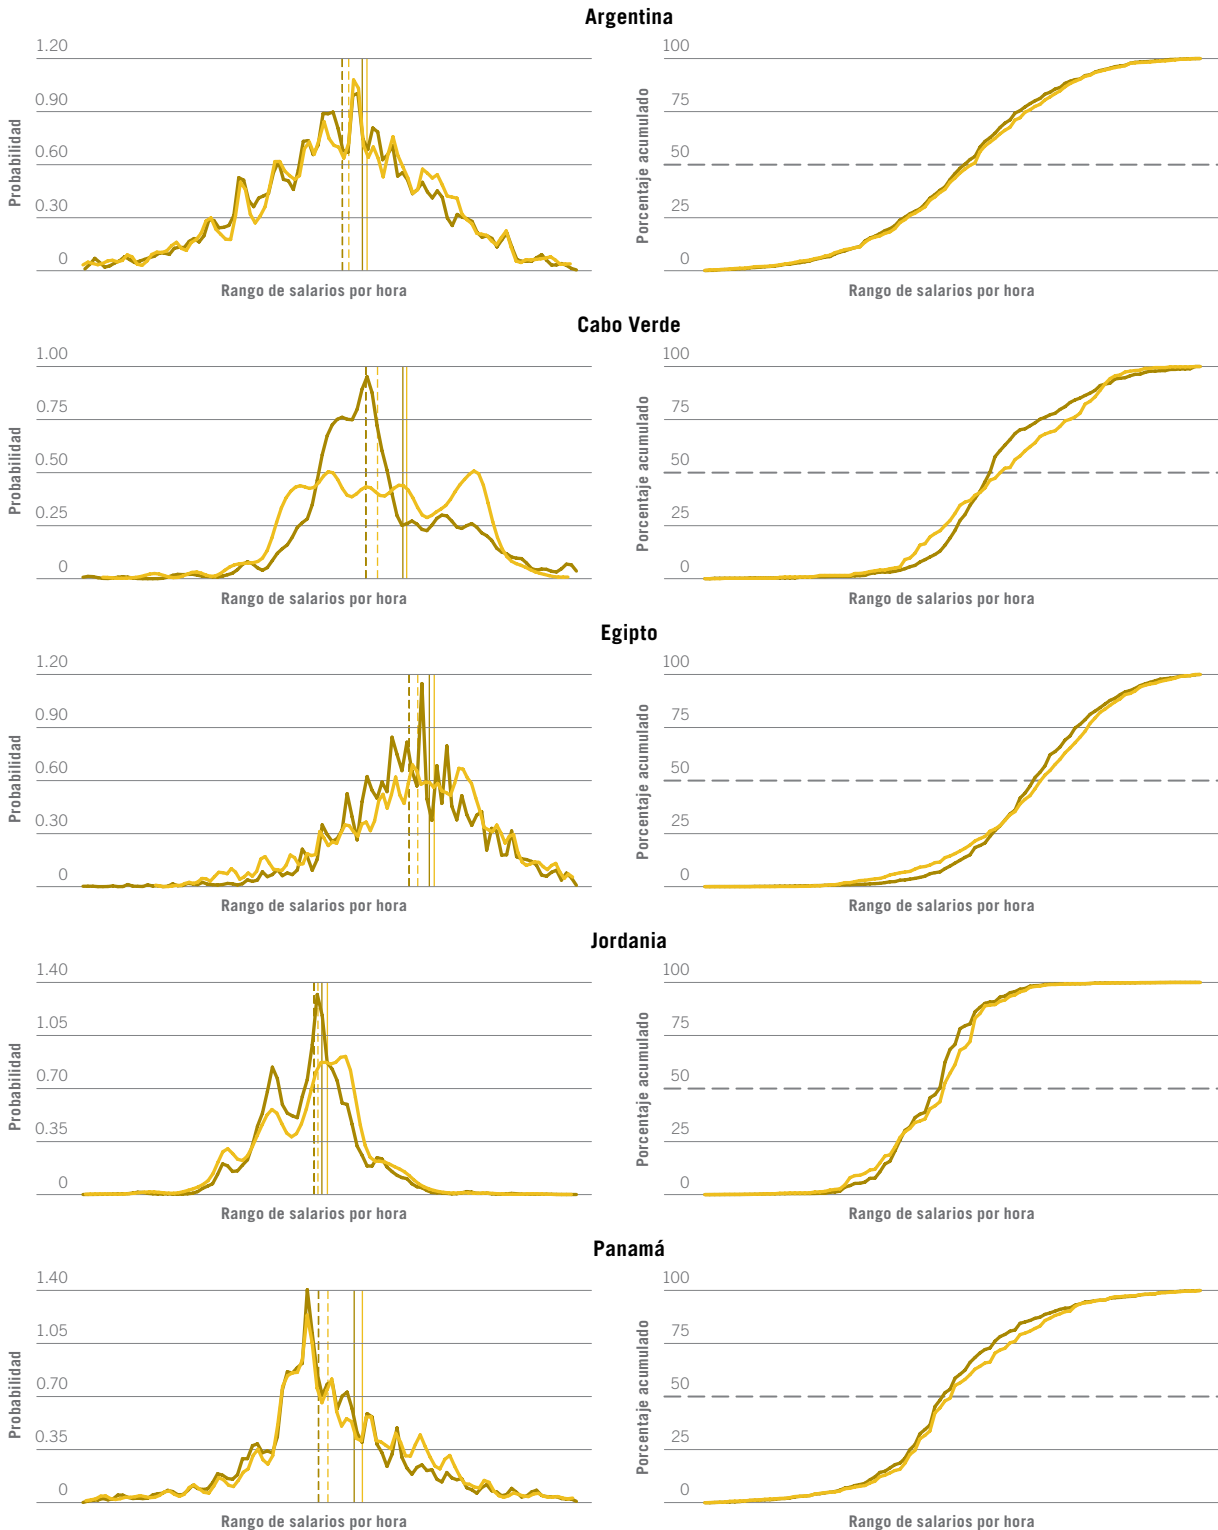 Argentina
Probabilidad
1.20
0.90
0.60
0.30
0
Rango de salarios por hora
Porcentaje acumulado
100
75
50
25
0
Rango de salarios por hora
Cabo Verde
Probabilidad
1.00
0.75
0.50
0.25
0
Rango de salarios por hora
Porcentaje acumulado
100
75
50
25
0
Rango de salarios por hora
Egipto
Probabilidad
1.20
0.90
0.60
0.30
0
Rango de salarios por hora
Porcentaje acumulado
100
75
50
25
0
Rango de salarios por hora
Jordania
Probabilidad
1.40
1.05
0.70
0.35
0
Rango de salarios por hora
Porcentaje acumulado
100
75
50
25
0
Rango de salarios por hora
Panamá
Probabilidad
1.40
1.05
0.70
0.35
0
Rango de salarios por hora
Porcentaje acumulado
100
75
50
25
0
Rango de salarios por hora